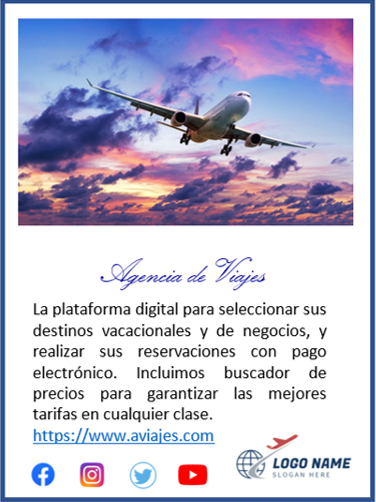 Agencia de Viajes
La plataforma digital para seleccionar sus
destinos vacacionales y de negocios, y
realizar sus reservaciones con pago
electrónico. Incluimos buscador de
precios para garantizar las mejores
tarifas en cualquier clase.
https://www.aviajes.com
LOGO NAME
SLOGAN HERE